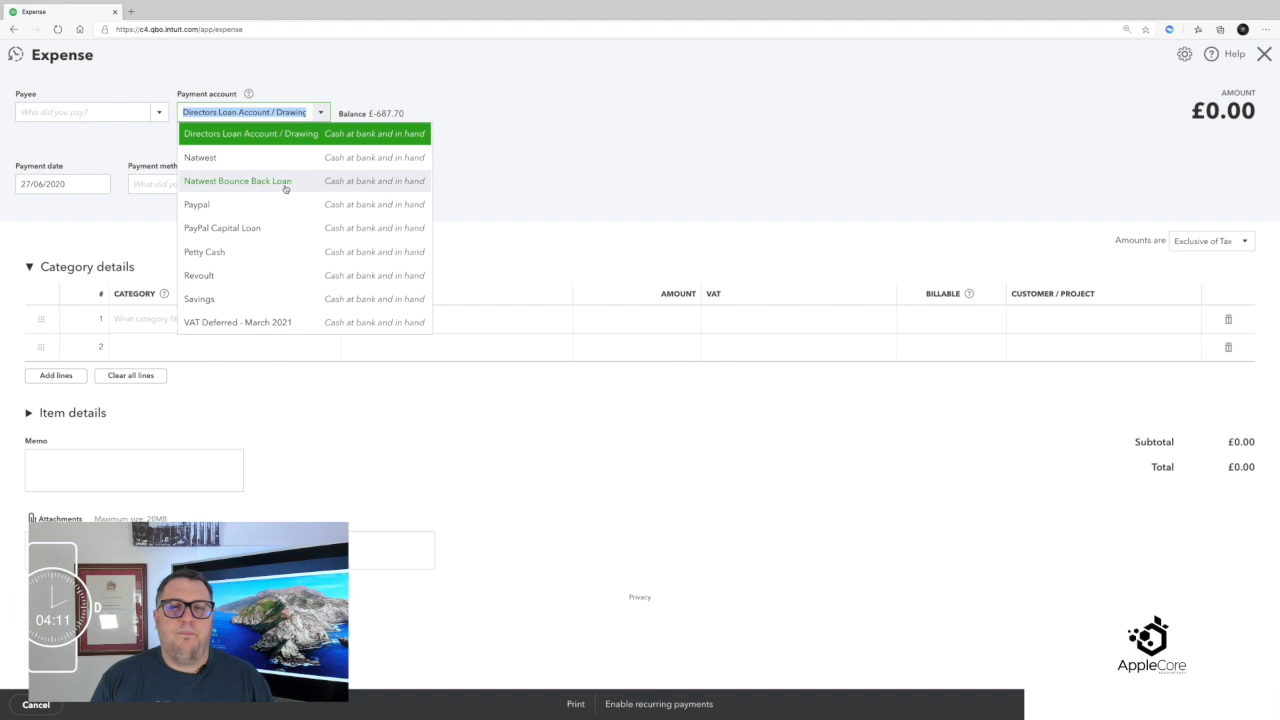 Expense
https://c4.qbo.intuit.com/app/expense
Expense
Help
Payee
Payment account
AMOUNT
Who did you pay?
Directors Loan Account / Drawing
Balance £-687.70
£0.00
Directors Loan Account / Drawing Cash at bank and in hand
Natwest Cash at bank and in hand
Payment date
Payment meth
27/06/2020
What did yo
Natwest Bounce Back Loan Cash at bank and in hand
Paypal Cash at bank and in hand
PayPal Capital Loan Cash at bank and in hand
Amounts are Exclusive of Tax
Petty Cash Cash at bank and in hand
Category details
Revoult Cash at bank and in hand
# CATEGORY AMOUNT VAT BILLABLE CUSTOMER / PROJECT
Savings Cash at bank and in hand
1 What category fit
VAT Deferred - March 2021 Cash at bank and in hand
2
Add lines Clear all lines
Item details
Memo
Subtotal £0.00
Total £0.00
Attachments Maximum size: 20MB
Privacy
04:11
D
AppleCore
ACCOUNTANCY
Cancel
Print
Enable recurring payments